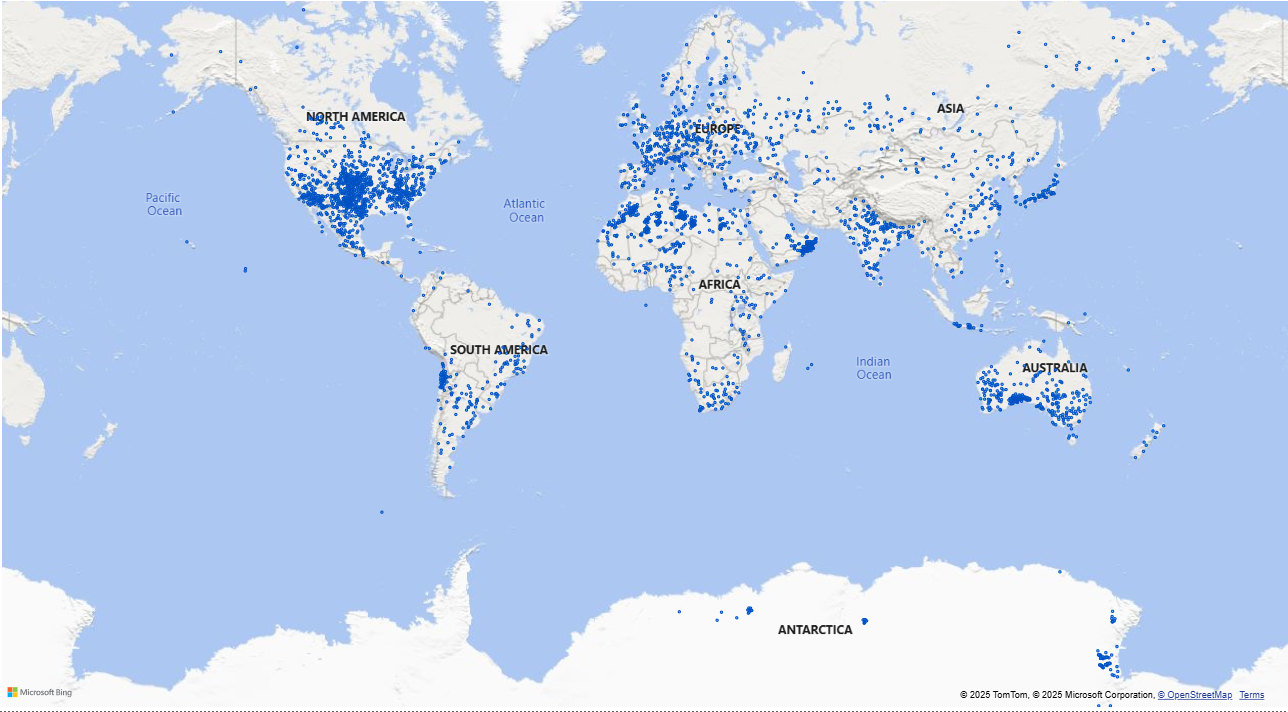 NORTH AMERICA
ASIA
EUROPE
Pacific
Ocean
Atlantic
Ocean
AFRICA
SOUTH AMERICA
Indian
Ocean
AUSTRALIA
ANTARCTICA
Microsoft Bing
© 2025 TomTom, © 2025 Microsoft Corporation, © OpenStreetMap Terms